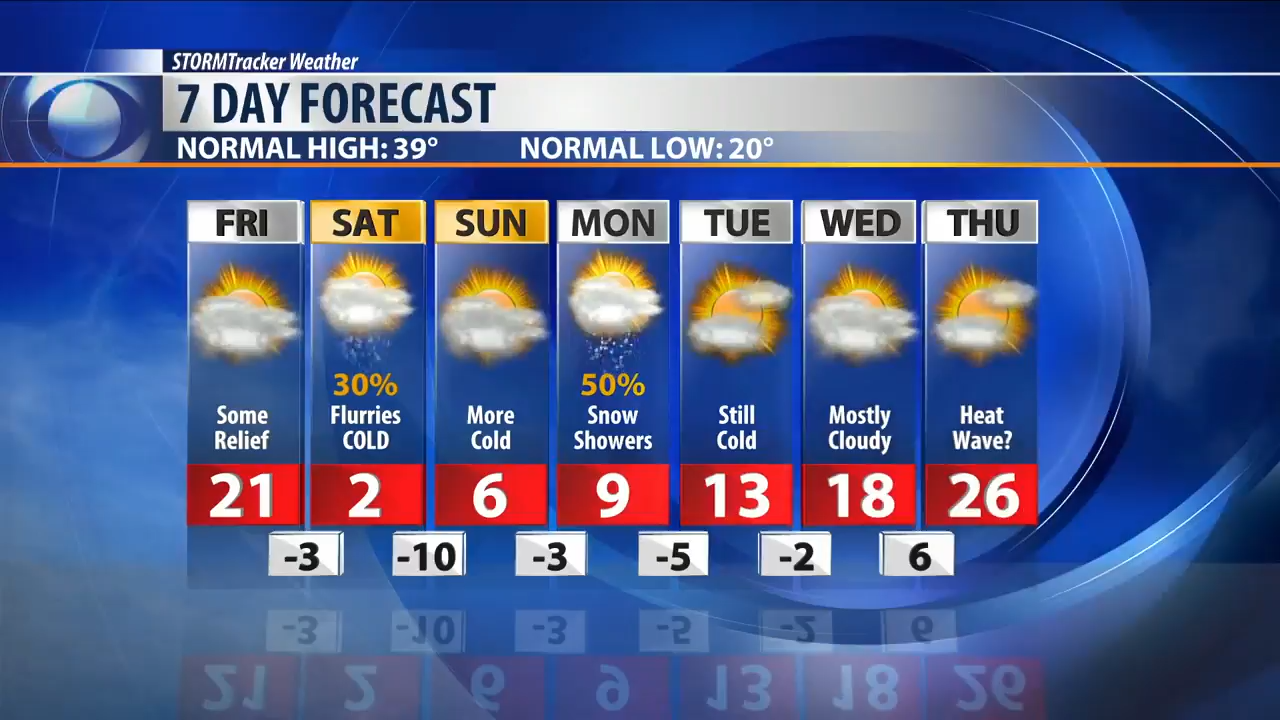 STORMTracker Weather
7 DAY FORECAST
NORMAL HIGH: 39° NORMAL LOW: 20°
FRI SAT SUN MON TUE WED THU
30% 50%
Some Flurries More Snow Still Mostly Heat
Relief COLD Cold Showers Cold Cloudy Wave?
21 2 6 9 13 18 26
-3 -10 -3 -5 -2 6